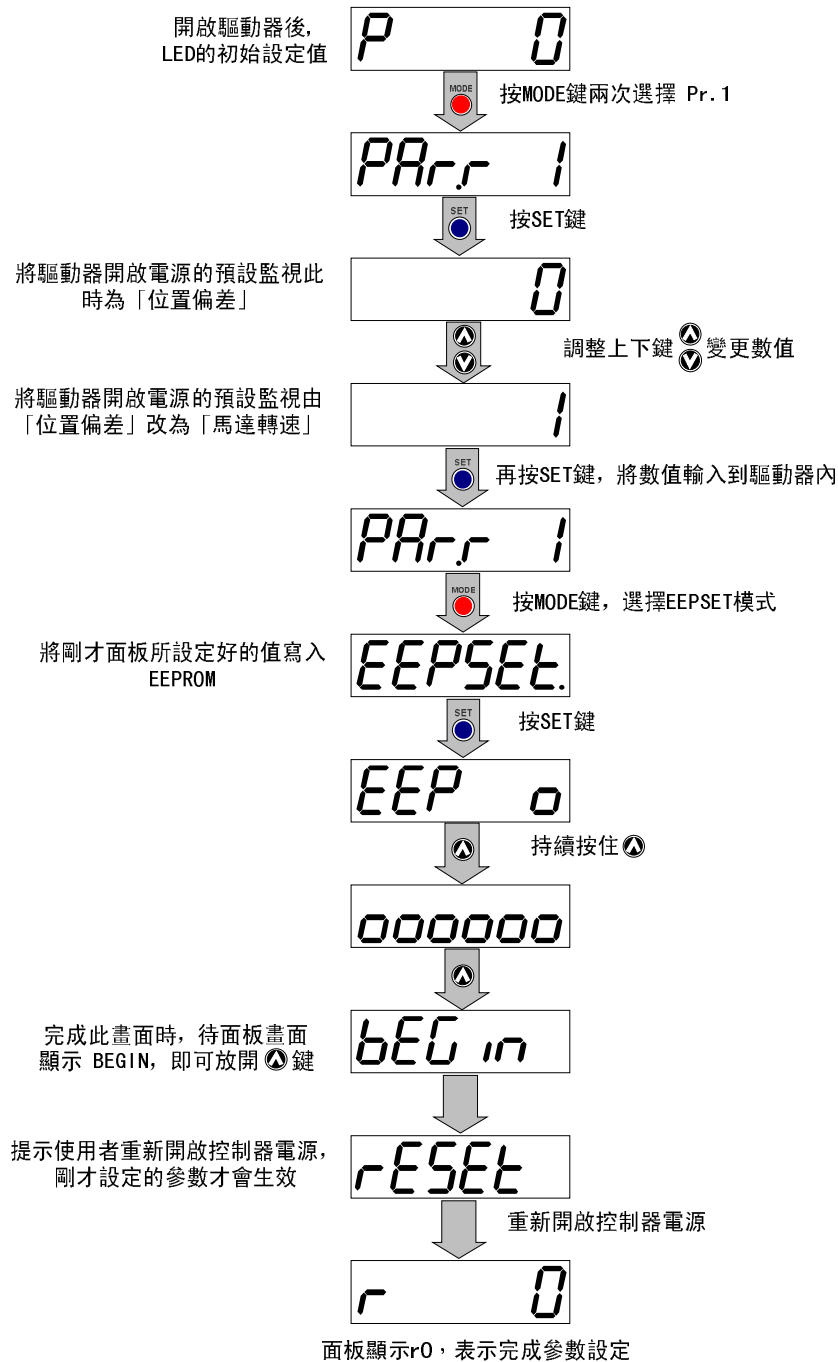 開啟驅動器後，
LED的初始設定值
P 0
MODE
按MODE鍵兩次選擇 Pr.1
PAr.r 1
SET
按SET鍵
將驅動器開啟電源的預設監視此
時為「位置偏差」
0
調整上下鍵 變更數值
將驅動器開啟電源的預設監視由
「位置偏差」改為「馬達轉速」
1
SET
再按SET鍵，將數值輸入到驅動器內
PAr.r 1
MODE
按MODE鍵，選擇EEPSET模式
將剛才面板所設定好的值寫入
EEPROM
EEPSEt.
SET
按SET鍵
EEP o
持續按住
oooooo
完成此畫面時，待面板畫面
顯示 BEGIN，即可放開 鍵
bEG in
提示使用者重新開啟控制器電源，
剛才設定的參數才會生效
rESEt
重新開啟控制器電源
r 0
面板顯示r0，表示完成參數設定